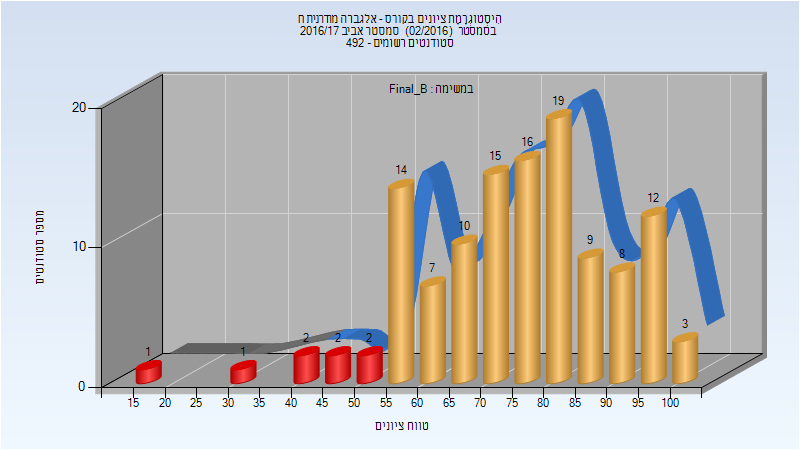 היסטוגרמת ציונים בקורס - אלגברה מודרנית ח
בסמסטר (02/2016) סמסטר אביב 2016/17
סטודנטים רשומים - 492
במשימה : Final_B
מספר סטודנטים
20
10
0
1
1
2
2
2
14
7
10
15
16
19
9
8
12
3
15 20 25 30 35 40 45 50 55 60 65 70 75 80 85 90 95 100
טווח ציונים